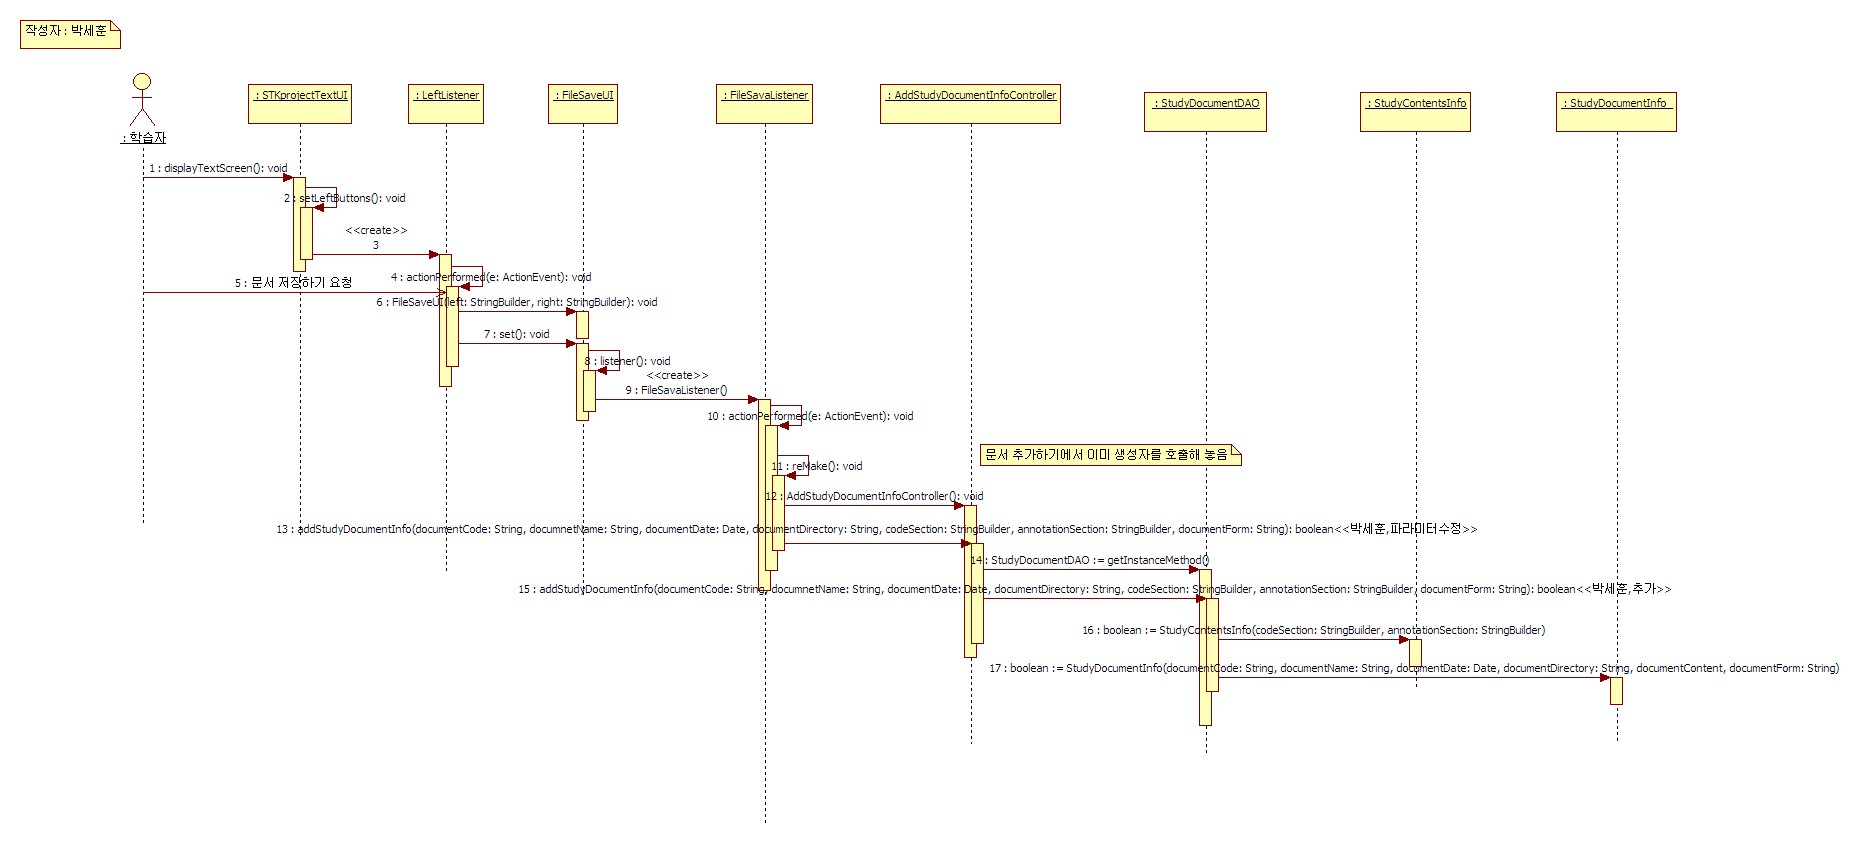 작성자 : 박세훈
: 학습자
: STKprojectTextUI
: LeftListener
: FileSaveUI
: FileSavaListener
: AddStudyDocumentInfoController
: StudyDocumentDAO
: StudyContentsInfo
: StudyDocumentInfo
1 : displayTextScreen(): void
2 : setLeftButtons(): void
<<create>>
3
4 : actionPerformed(e: ActionEvent): void
5 : 문서 저장하기 요청
6 : FileSaveUI(left: StringBuilder, right: StringBuilder): void
7 : set(): void
8 : listener(): void
<<create>>
9 : FileSavaListener()
10 : actionPerformed(e: ActionEvent): void
문서 추가하기에서 이미 생성자를 호출해 놓음
11 : reMake(): void
12 : AddStudyDocumentInfoController(): void
13 : addStudyDocumentInfo(documentCode: String, documnetName: String, documentDate: Date, documentDirectory: String, codeSection: StringBuilder, annotationSection: StringBuilder, documentForm: String): boolean<<박세훈,파라미터수정>>
14 : StudyDocumentDAO := getInstanceMethod()
15 : addStudyDocumentInfo(documentCode: String, documnetName: String, documentDate: Date, documentDirectory: String, codeSection: StringBuilder, annotationSection: StringBuilder, documentForm: String): boolean<<박세훈,추가>>
16 : boolean := StudyContentsInfo(codeSection: StringBuilder, annotationSection: StringBuilder)
17 : boolean := StudyDocumentInfo(documentCode: String, documentName: String, documentDate: Date, documentDirectory: String, documentContent, documentForm: String)